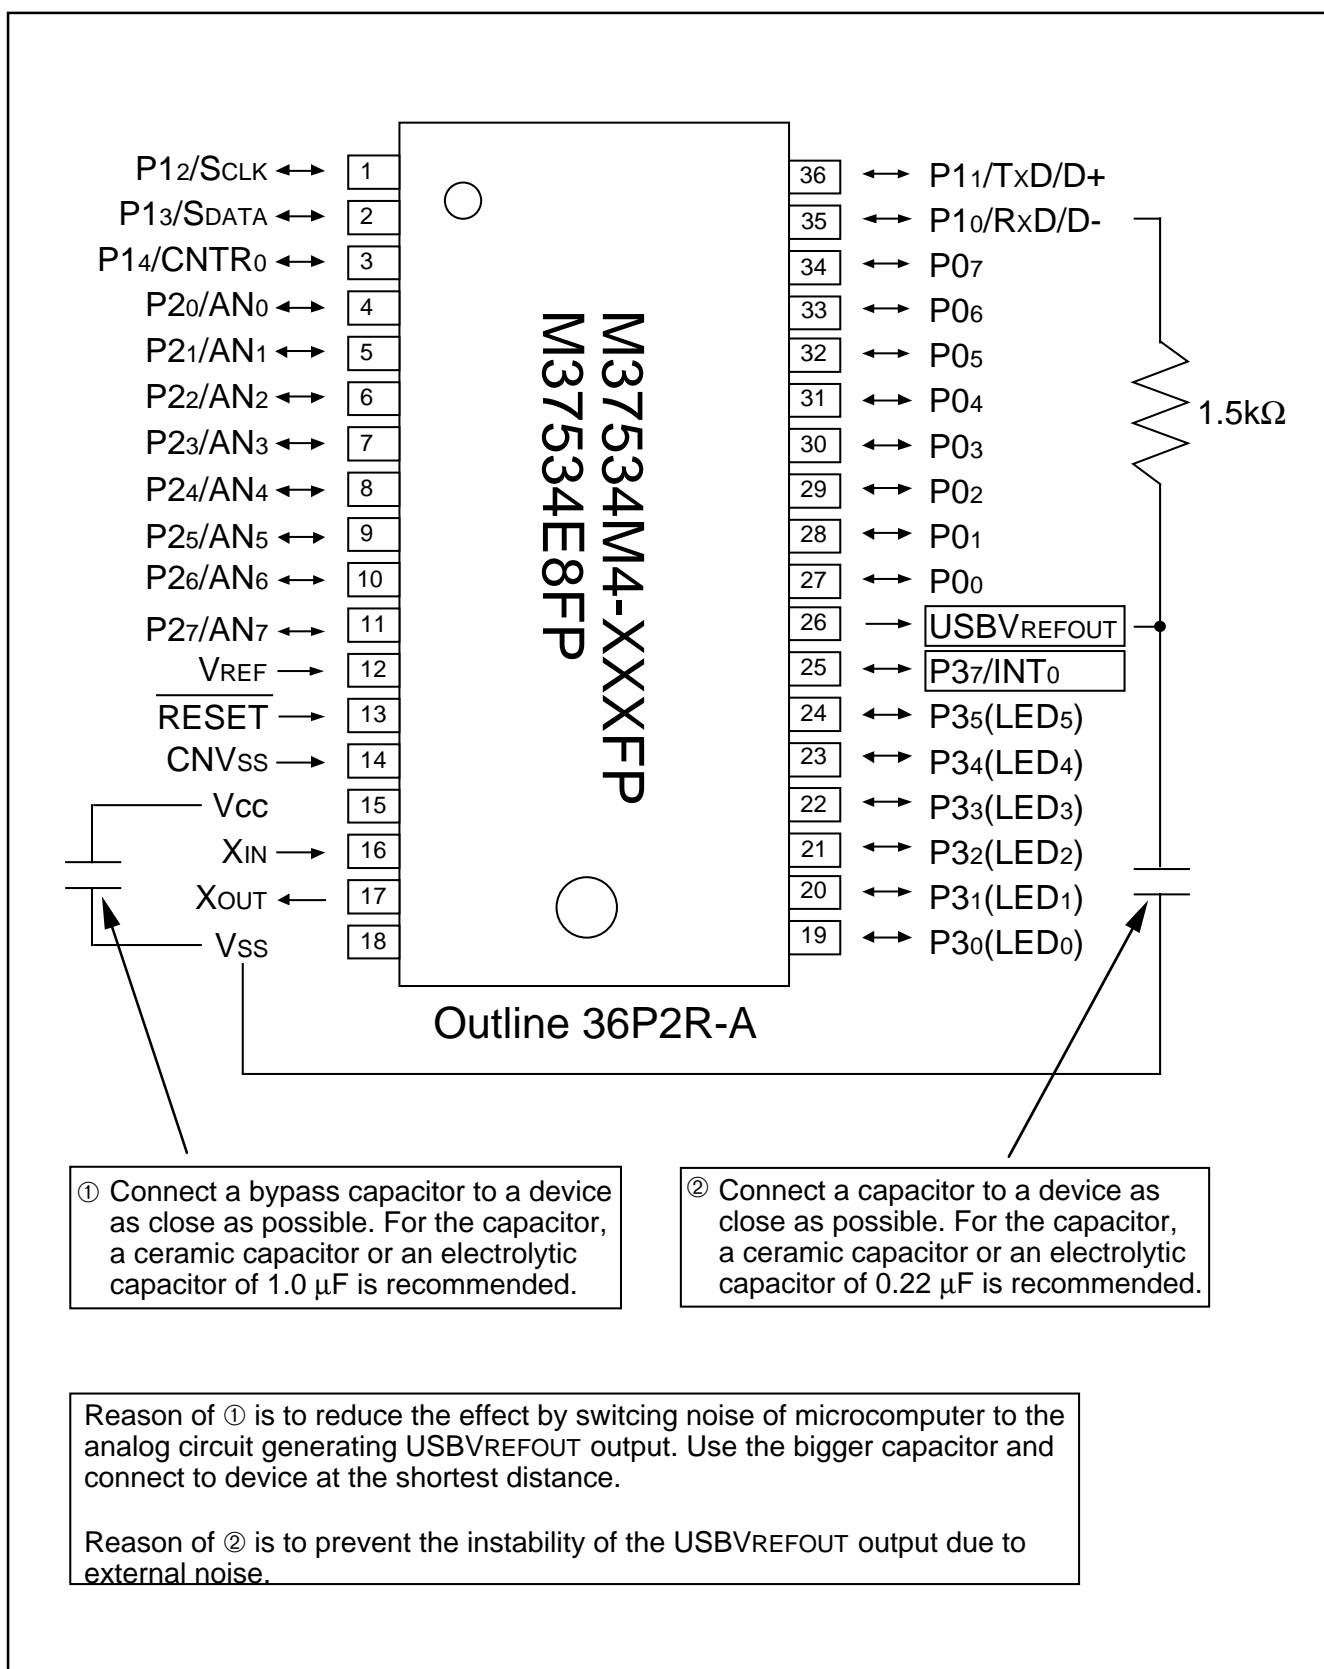 P12/SCLK 1
P13/SDATA 2
P14/CNTR0 3
P20/AN0 4
P21/AN1 5
P22/AN2 6
P23/AN3 7
P24/AN4 8
P25/AN5 9
P26/AN6 10
P27/AN7 11
VREF 12
RESET 13
CNVSS 14
Vcc 15
XIN 16
XOUT 17
VSS 18
M37534M4-XXXFP
M37534E8FP
36 P11/TxD/D+
35 P10/RxD/D-
34 P07
33 P06
32 P05
31 P04
30 P03
29 P02
28 P01
27 P00
26 USBVREFOUT
25 P37/INT0
24 P35(LED5)
23 P34(LED4)
22 P33(LED3)
21 P32(LED2)
20 P31(LED1)
19 P30(LED0)
1.5kΩ
Outline 36P2R-A
① Connect a bypass capacitor to a device
as close as possible. For the capacitor,
a ceramic capacitor or an electrolytic
capacitor of 1.0 μF is recommended.
② Connect a capacitor to a device as
close as possible. For the capacitor,
a ceramic capacitor or an electrolytic
capacitor of 0.22 μF is recommended.
Reason of ① is to reduce the effect by switcing noise of microcomputer to the
analog circuit generating USBVREFOUT output. Use the bigger capacitor and
connect to device at the shortest distance.
Reason of ② is to prevent the instability of the USBVREFOUT output due to
external noise.